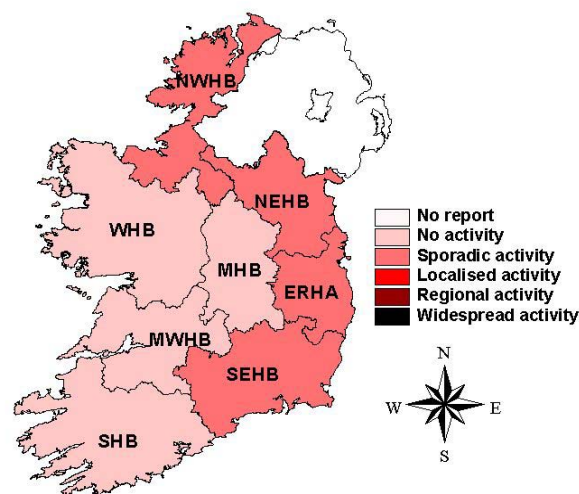 NWHB
NEHB
WHB
MHB
ERHA
MWHB
SEHB
SHB
No report
No activity
Sporadic activity
Localised activity
Regional activity
Widespread activity
N
W
E
S